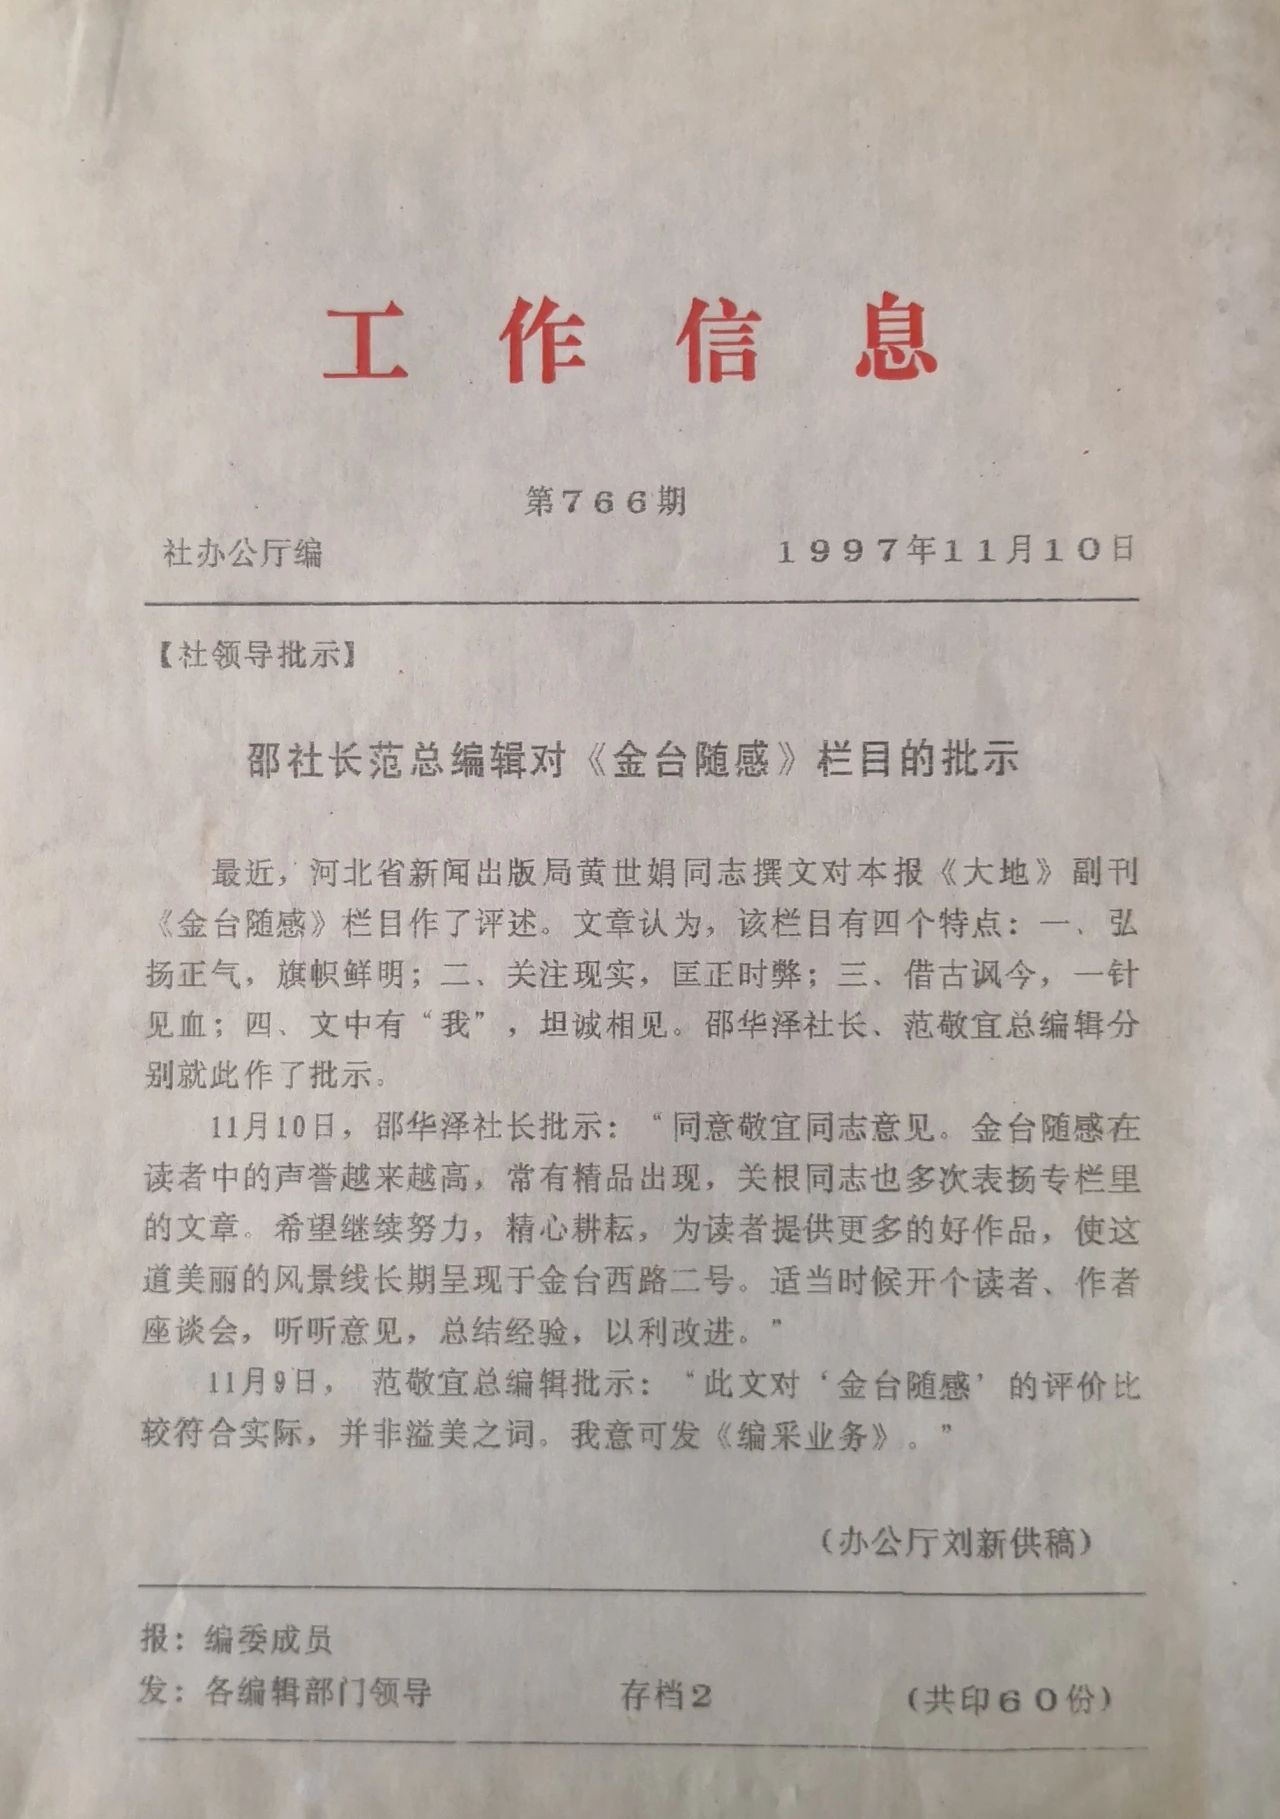 工作信息
第766期
社办公厅编 1997年11月10日
【社领导批示】
邵社长范总编辑对《金台随感》栏目的批示
最近，河北省新闻出版局黄世娟同志撰文对本报《大地》副刊
《金台随感》栏目作了评述。文章认为，该栏目有四个特点：一、弘
扬正气，旗帜鲜明；二、关注现实，匡正时弊；三、借古讽今，一针
见血；四、文中有“我”，坦诚相见。邵华泽社长、范敬宜总编辑分
别就此作了批示。
11月10日，邵华泽社长批示：“同意敬宜同志意见。金台随感在
读者中的声誉越来越高，常有精品出现，关根同志也多次表扬专栏里
的文章。希望继续努力，精心耕耘，为读者提供更多的好作品，使这
道美丽的风景线长期呈现于金台西路二号。适当时候开个读者、作者
座谈会，听听意见，总结经验，以利改进。”
11月9日， 范敬宜总编辑批示：“此文对‘金台随感’的评价比
较符合实际，并非溢美之词。我意可发《编采业务》。”
（办公厅刘新供稿）
报：编委成员
发：各编辑部门领导 存档2 （共印60份）